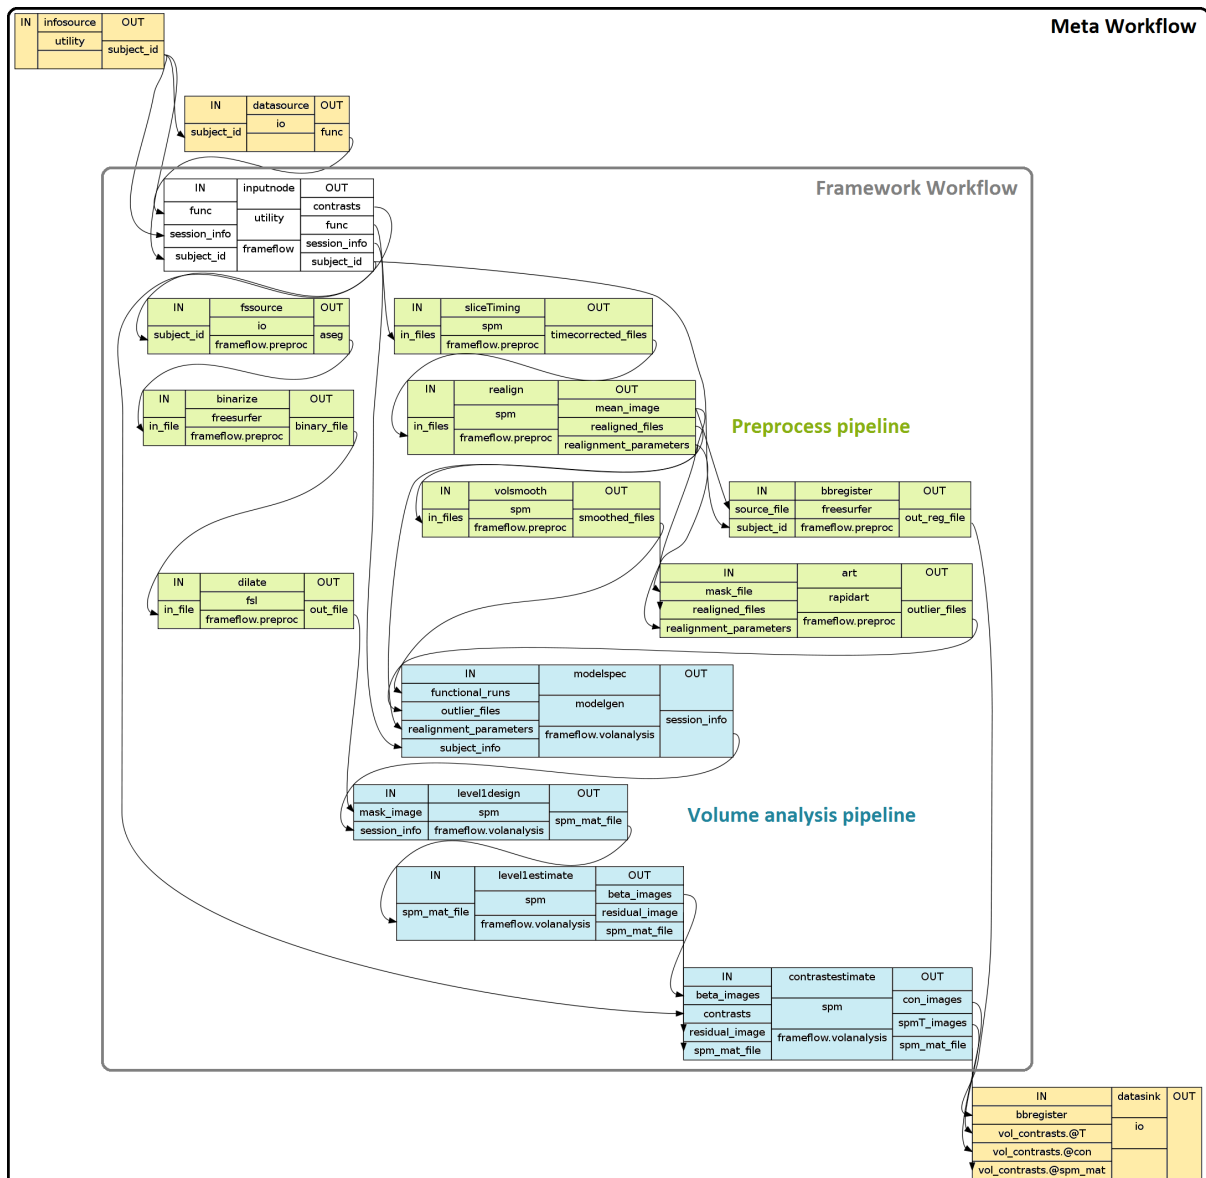 Meta Workflow
IN infosource OUT
utility
subject_id
IN datasource OUT
io
subject_id func
Framework Workflow
IN inputnode OUT
contrasts
func
utility
func
session_info
session_info
frameflow
subject_id
subject_id
IN fssource OUT
io
subject_id aseg
frameflow.preproc
IN sliceTiming OUT
spm
in_files timecorrected_files
frameflow.preproc
IN binarize OUT
freesurfer
in_file binary_file
frameflow.preproc
IN realign OUT
mean_image
spm
in_files realigned_files
frameflow.preproc
realignment_parameters
Preprocess pipeline
IN volsmooth OUT
spm
in_files smoothed_files
frameflow.preproc
IN bbregister OUT
source_file freesurfer
out_reg_file
subject_id frameflow.preproc
IN dilate OUT
fsl
in_file out_file
frameflow.preproc
IN art OUT
mask_file
rapidart
realigned_files outlier_files
frameflow.preproc
realignment_parameters
IN modelspec OUT
functional_runs
modelgen
outlier_files
session_info
realignment_parameters
frameflow.volanalysis
subject_info
IN level1design OUT
mask_image spm
spm_mat_file
session_info frameflow.volanalysis
Volume analysis pipeline
IN level1estimate OUT
beta_images
spm
spm_mat_file residual_image
frameflow.volanalysis
spm_mat_file
IN contrastestimate OUT
beta_images con_images
spm
contrasts
spmT_images
residual_image
frameflow.volanalysis
spm_mat_file
spm_mat_file
IN datasink OUT
bbregister
io
vol_contrasts.@T
vol_contrasts.@con
vol_contrasts.@spm_mat